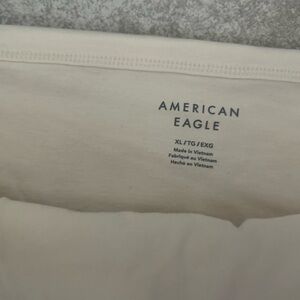 AMERICAN
EAGLE
XL/TG/EXG
Made in Vietnam
Fabriqué au Vietnam
Hecho en Vietnam